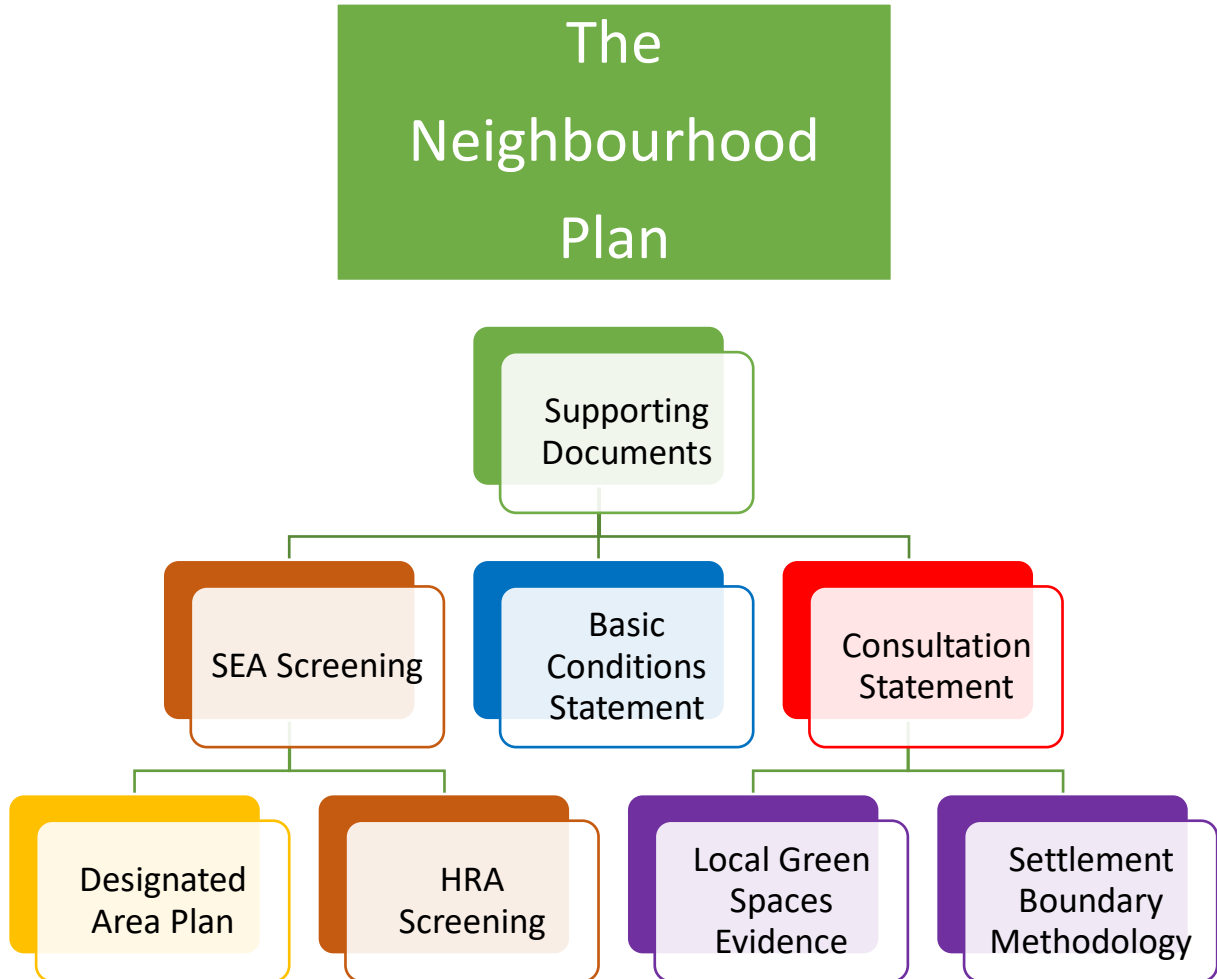 The
Neighbourhood
Plan
Supporting
Documents
SEA Screening
Basic
Conditions
Statement
Consultation
Statement
Designated
Area Plan
HRA
Screening
Local Green
Spaces
Evidence
Settlement
Boundary
Methodology